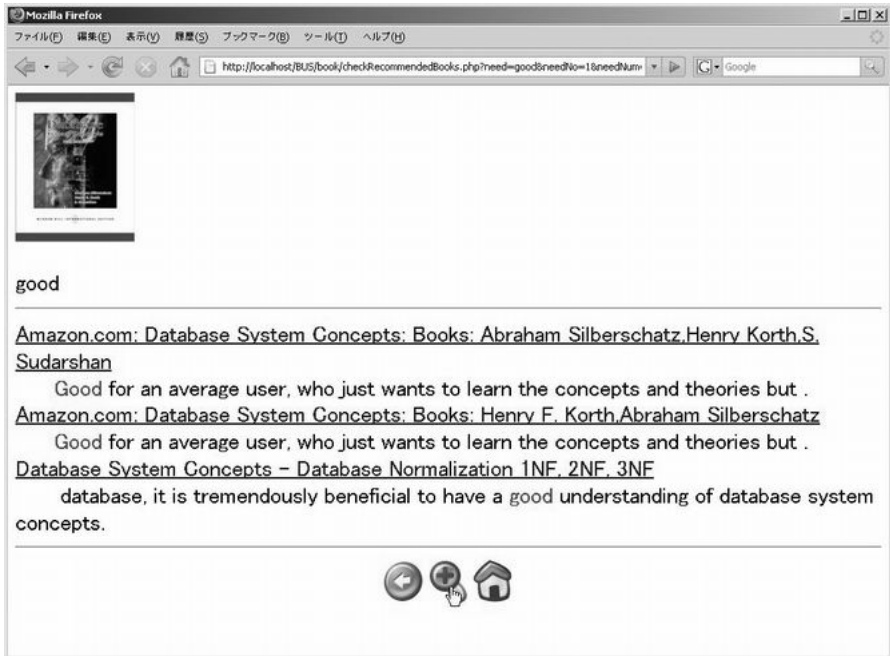 Mozilla Firefox
ファイル(F) 編集(E) 表示(V) 履歴(S) ブックマーク(B) ツール(T) ヘルプ(H)
http://localhost/BUS/book/checkRecommendedBooks.php?need=good&needNo=1&needNum
Google
good
Amazon.com: Database System Concepts: Books: Abraham Silberschatz,Henry Korth,S.
Sudarshan
Good for an average user, who just wants to learn the concepts and theories but .
Amazon.com: Database System Concepts: Books: Henry F. Korth,Abraham Silberschatz
Good for an average user, who just wants to learn the concepts and theories but .
Database System Concepts - Database Normalization 1NF, 2NF, 3NF
database, it is tremendously beneficial to have a good understanding of database system
concepts.